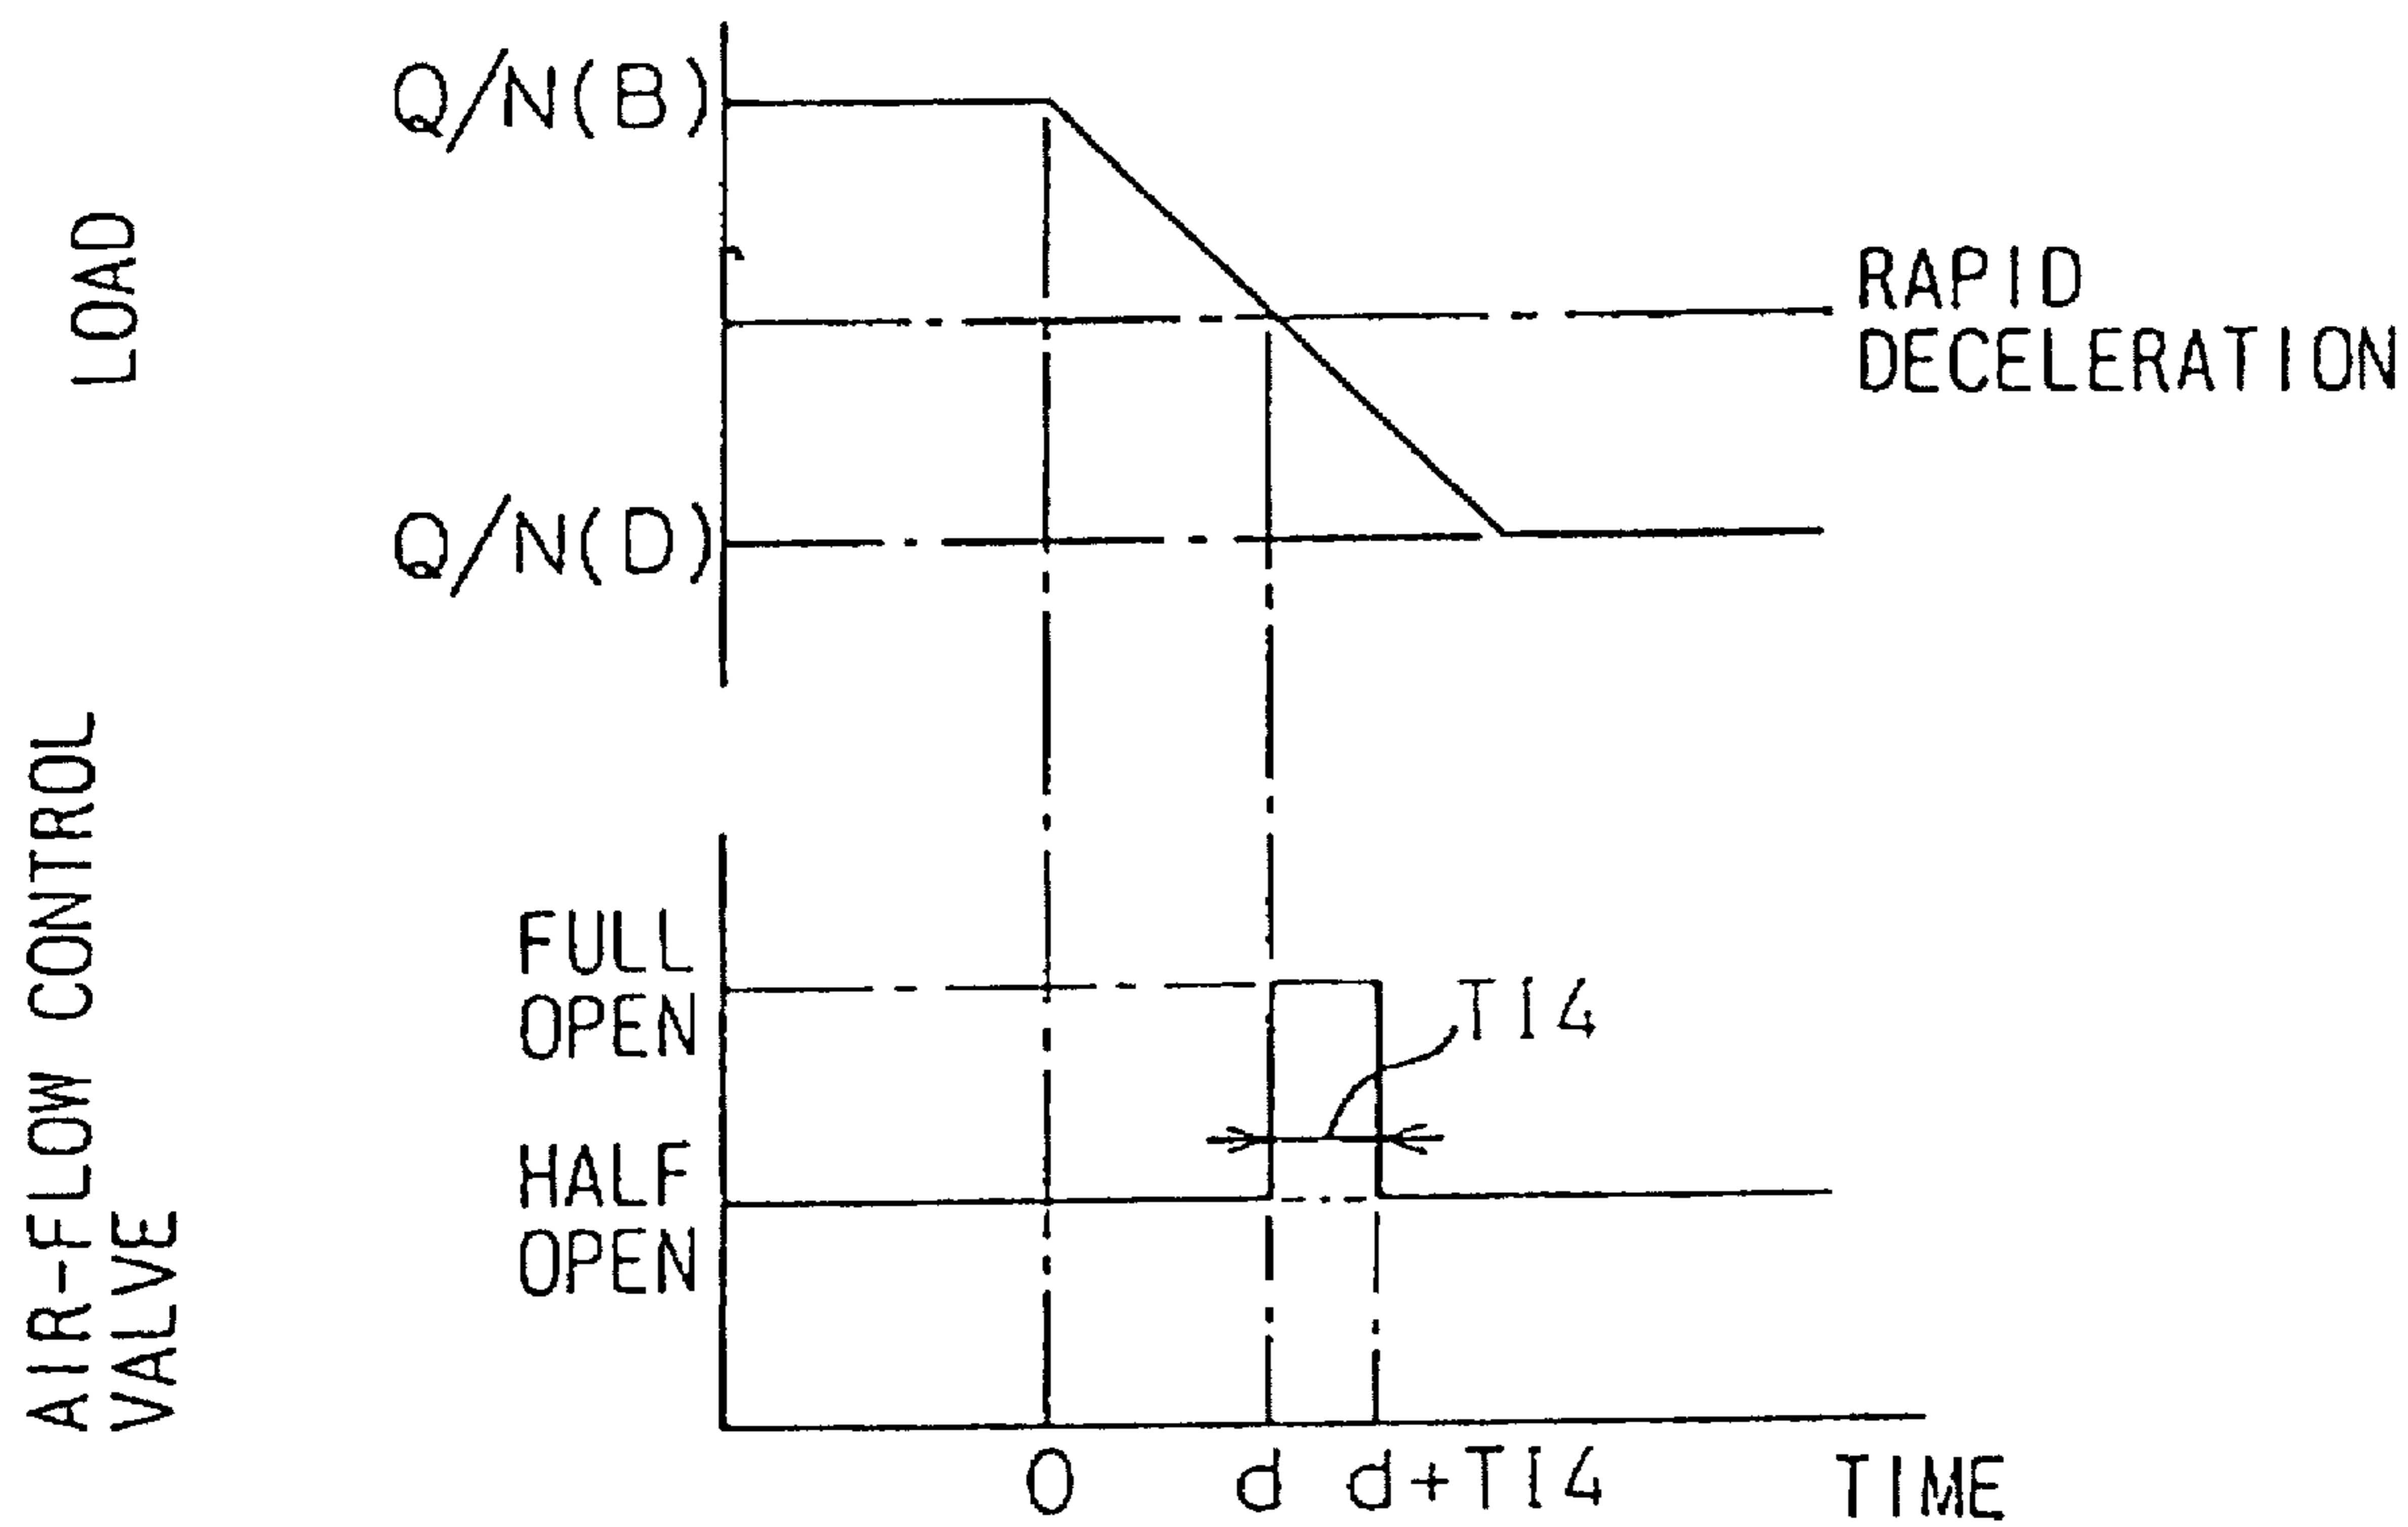 LOAD
Q/N(B)
RAPID
DECELERATION
Q/N(D)
AIR-FLOW CONTROL
VALVE
FULL
OPEN
TI4
HALF
OPEN
0
d
d+TI4
TIME